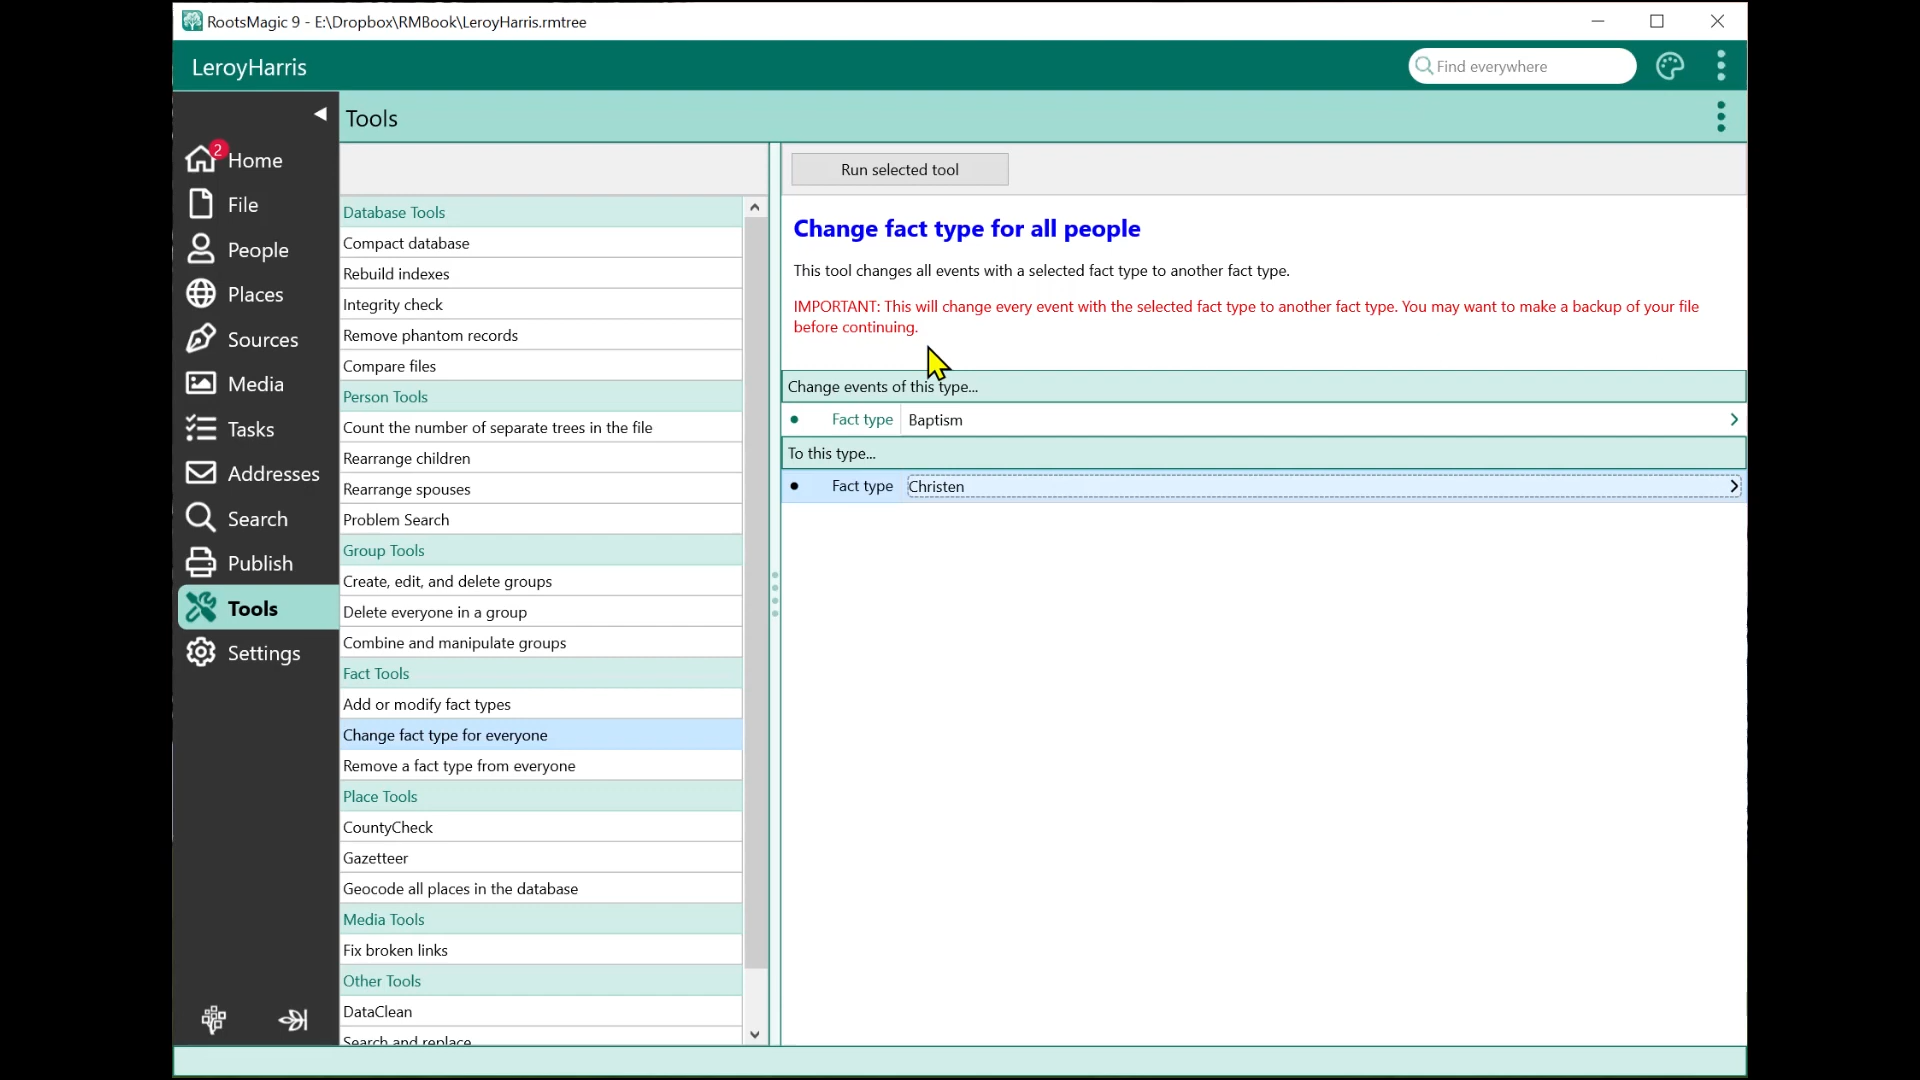 RootsMagic 9 - E:\Dropbox\RMBook\LeroyHarris.rmtree
LeroyHarris
Find everywhere
Tools
2
Home
File
People
Places
Sources
Media
Tasks
Addresses
Search
Publish
Tools
Settings
Database Tools
Compact database
Rebuild indexes
Integrity check
Remove phantom records
Compare files
Person Tools
Count the number of separate trees in the file
Rearrange children
Rearrange spouses
Problem Search
Group Tools
Create, edit, and delete groups
Delete everyone in a group
Combine and manipulate groups
Fact Tools
Add or modify fact types
Change fact type for everyone
Remove a fact type from everyone
Place Tools
CountyCheck
Gazetteer
Geocode all places in the database
Media Tools
Fix broken links
Other Tools
DataClean
Search and replace
Run selected tool
Change fact type for all people
This tool changes all events with a selected fact type to another fact type.
IMPORTANT: This will change every event with the selected fact type to another fact type. You may want to make a backup of your file
before continuing.
Change events of this type...
Fact type Baptism
To this type...
Fact type Christen